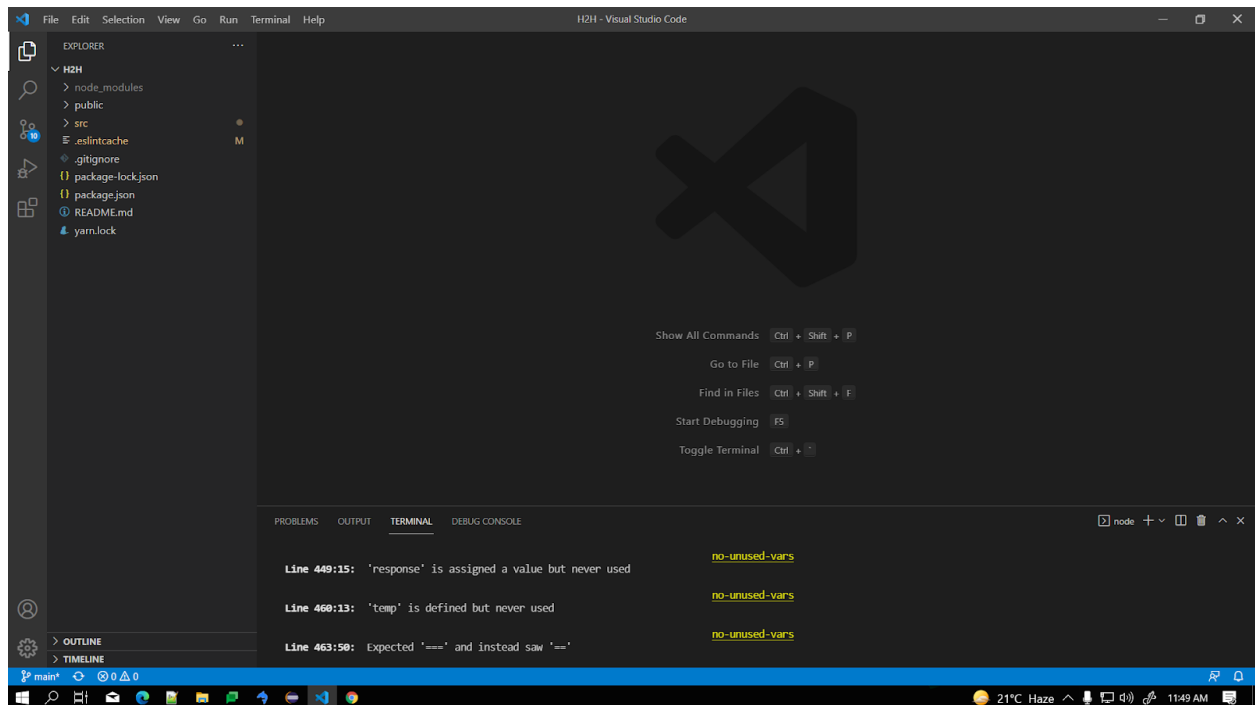 File Edit Selection View Go Run Terminal Help
H2H - Visual Studio Code
EXPLORER
H2H
node_modules
public
src
.eslintcache M
.gitignore
package-lock.json
package.json
README.md
yarn.lock
10
Show All Commands Ctrl + Shift + P
Go to File Ctrl + P
Find in Files Ctrl + Shift + F
Start Debugging F5
Toggle Terminal Ctrl + `
PROBLEMS OUTPUT TERMINAL DEBUG CONSOLE
node
no-unused-vars
Line 449:15: 'response' is assigned a value but never used
no-unused-vars
Line 460:13: 'temp' is defined but never used
no-unused-vars
Line 463:50: Expected '===' and instead saw '=='
OUTLINE
TIMELINE
main* 0 0
21°C Haze 11:49 AM